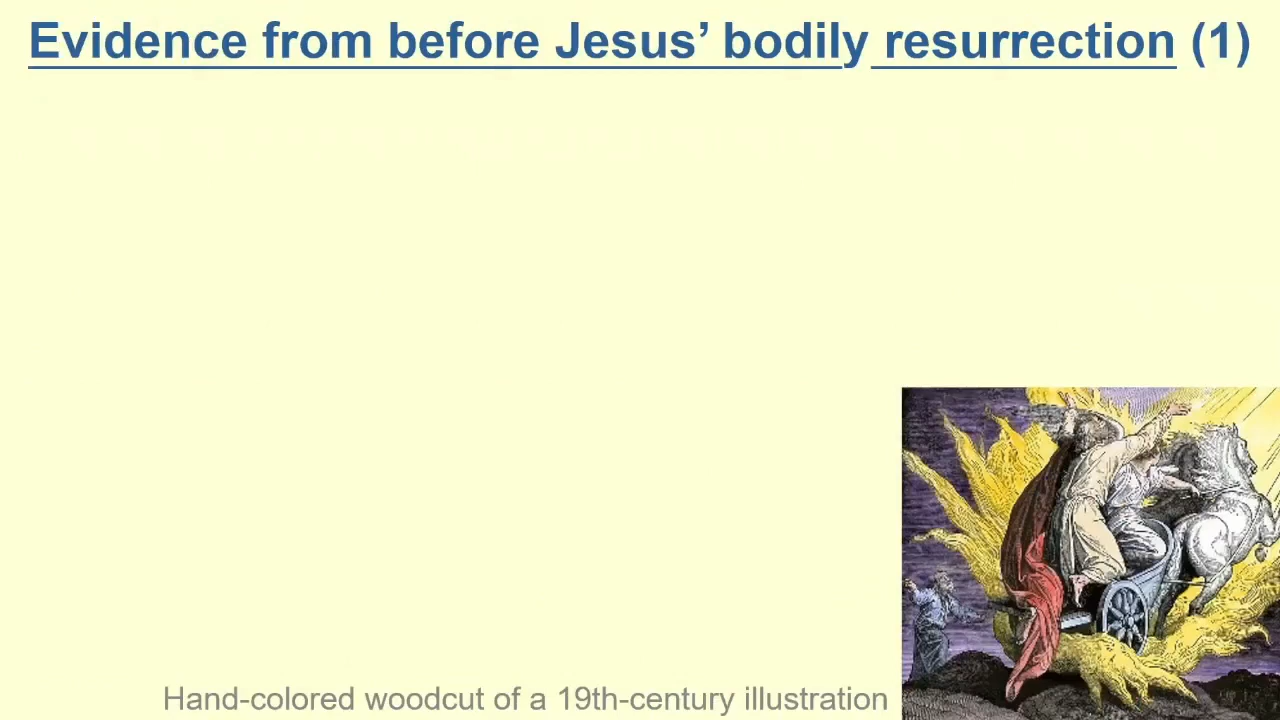 Evidence from before Jesus’ bodily resurrection (1)
Hand-colored woodcut of a 19th-century illustration